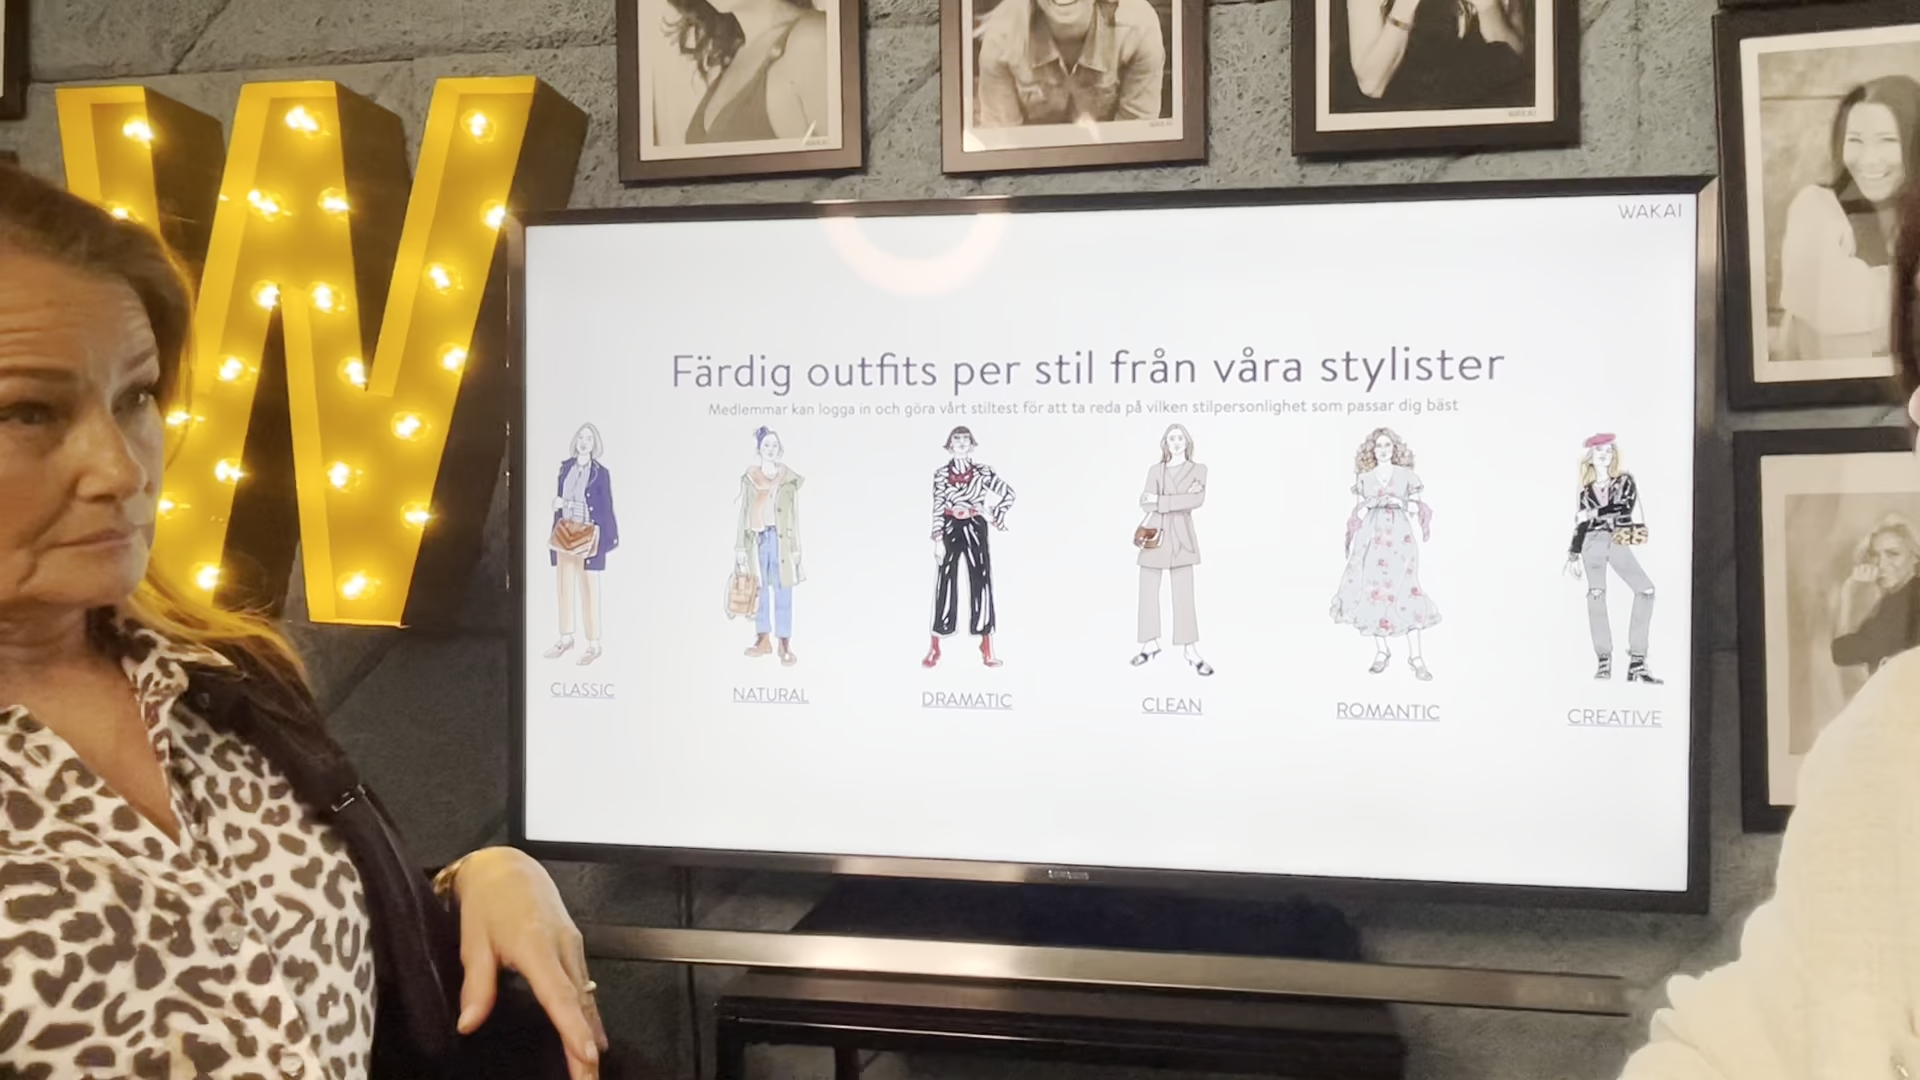 W
WAKAI
Färdig outfits per stil från våra stylister
Medlemmar kan logga in och göra vårt stiltest för att ta reda på vilken stilpersonlighet som passar dig bäst
CLASSIC
NATURAL
DRAMATIC
CLEAN
ROMANTIC
CREATIVE